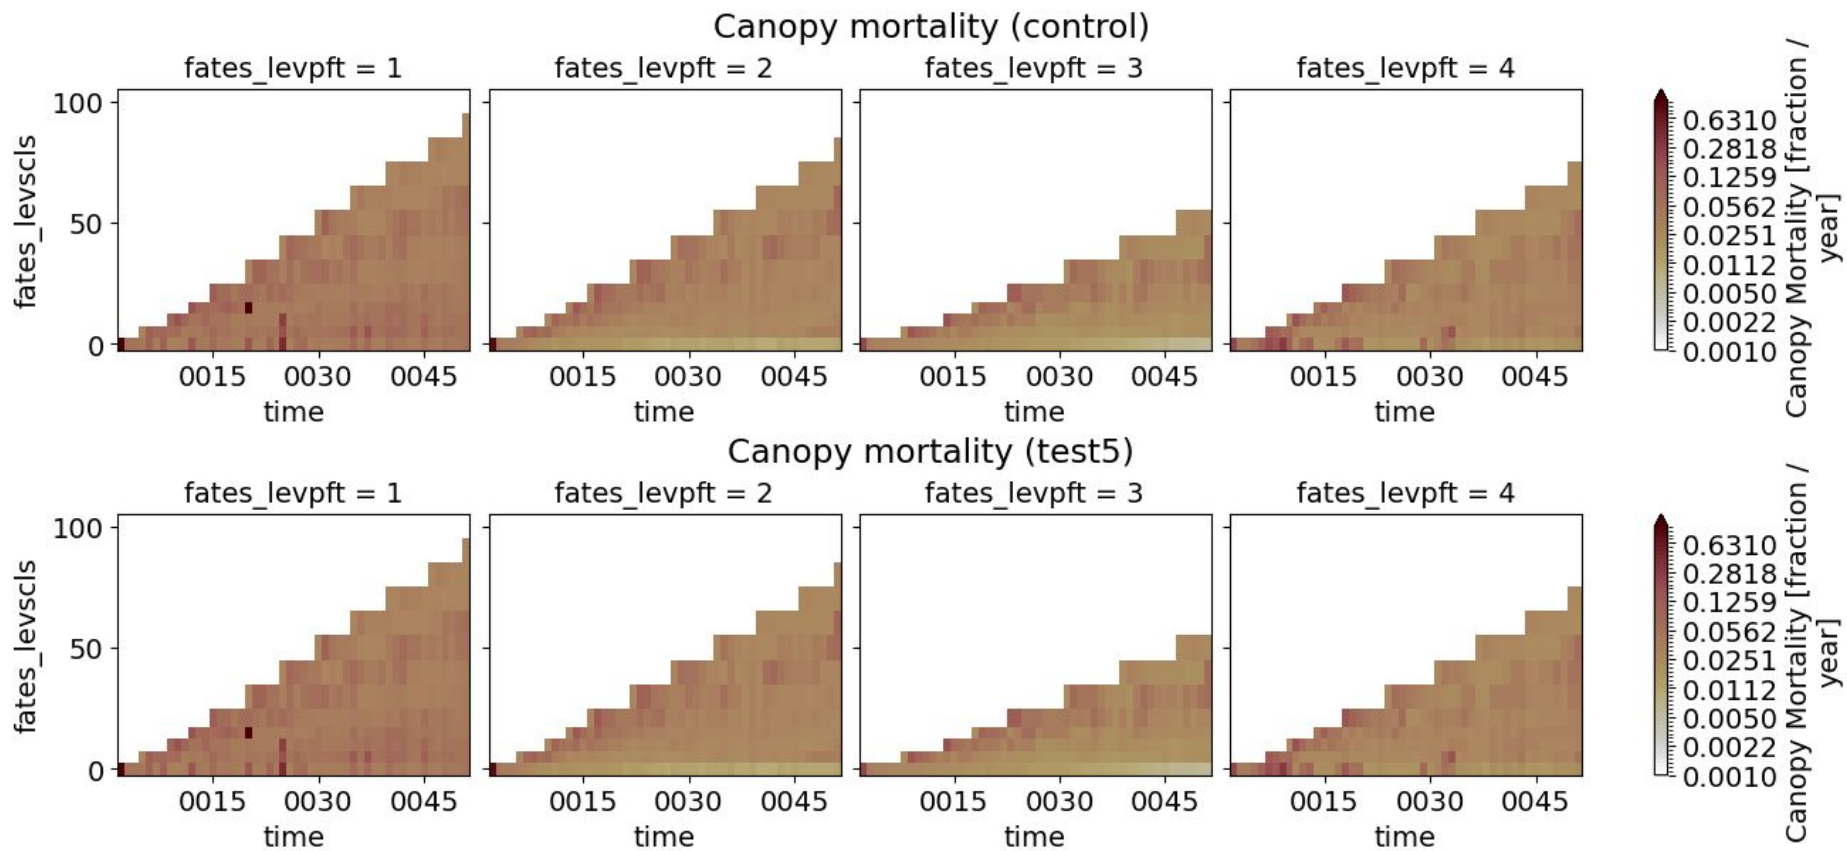 Canopy mortality (control)
fates_levpft = 1
fates_levpft = 2
fates_levpft = 3
fates_levpft = 4
fates_levscls
100
50
0
0015 0030 0045
0015 0030 0045
0015 0030 0045
0015 0030 0045
time
time
time
time
0.6310
0.2818
0.1259
0.0562
0.0251
0.0112
0.0050
0.0022
0.0010
Canopy Mortality [fraction /
year]
Canopy mortality (test5)
fates_levpft = 1
fates_levpft = 2
fates_levpft = 3
fates_levpft = 4
fates_levscls
100
50
0
0015 0030 0045
0015 0030 0045
0015 0030 0045
0015 0030 0045
time
time
time
time
0.6310
0.2818
0.1259
0.0562
0.0251
0.0112
0.0050
0.0022
0.0010
Canopy Mortality [fraction /
year]